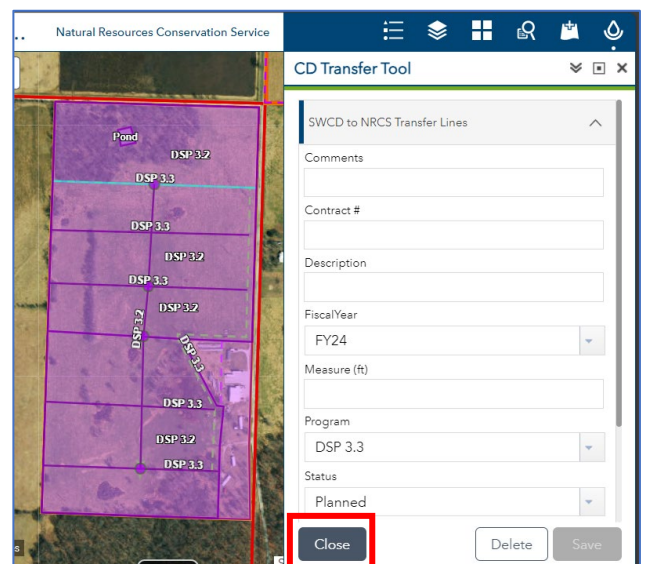 Natural Resources Conservation Service
CD Transfer Tool
Pond
DSP 3.2
DSP 3.3
DSP 3.3
DSP 3.2
DSP 3.3
DSP 3.2
DSP 3.2
DSP 3.3
DSP 3.3
DSP 3.2
DSP 3.3
SWCD to NRCS Transfer Lines
Comments
Contract #
Description
FiscalYear
FY24
Measure (ft)
Program
DSP 3.3
Status
Planned
Close
Delete
Save